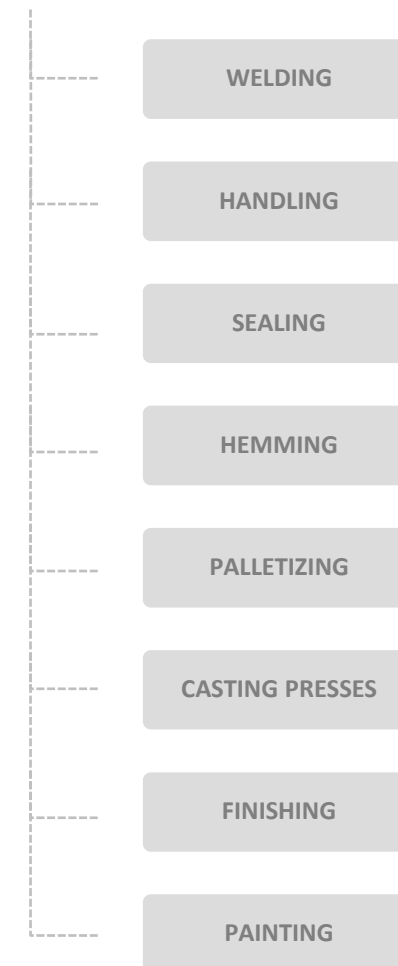 WELDING
HANDLING
SEALING
HEMMING
PALLETIZING
CASTING PRESSES
FINISHING
PAINTING